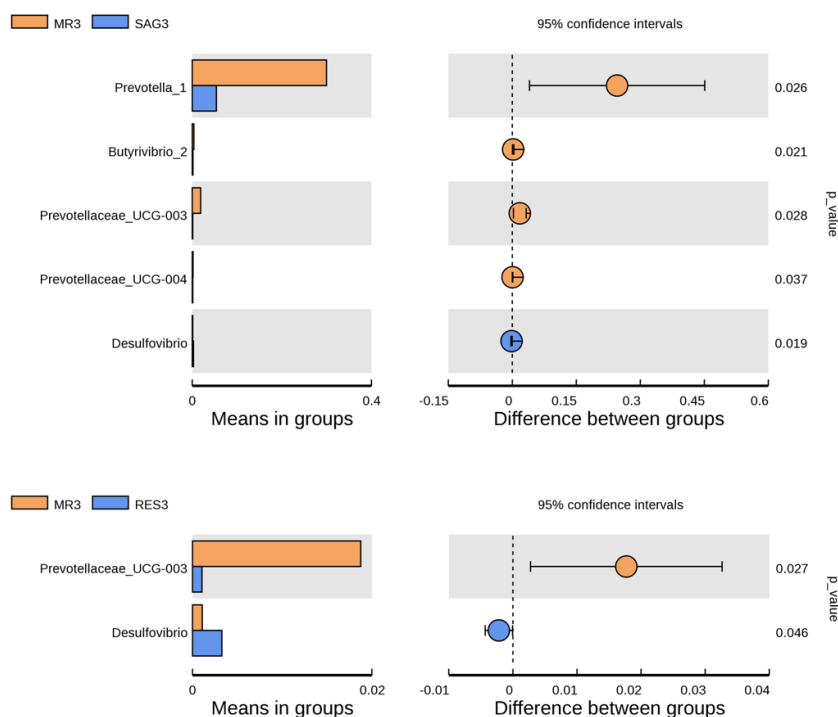 MR3 SAG3 95% confidence intervals
Prevotella_1 0.026
Butyrivibrio_2 0.021
Prevotellaceae_UCG-003 0.028
Prevotellaceae_UCG-004 0.037
Desulfovibrio 0.019
p_value
0 0.4 -0.15 0 0.15 0.3 0.45 0.6
Means in groups Difference between groups
MR3 RES3 95% confidence intervals
Prevotellaceae_UCG-003 0.027
Desulfovibrio 0.046
p_value
0 0.02 -0.01 0 0.01 0.02 0.03 0.04
Means in groups Difference between groups